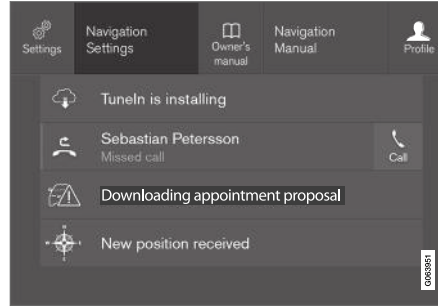 Settings
Navigation
Settings
Owner's
manual
Navigation
Manual
Profile
TuneIn is installing
Sebastian Petersson
Missed call
Call
Downloading appointment proposal
New position received
G063951